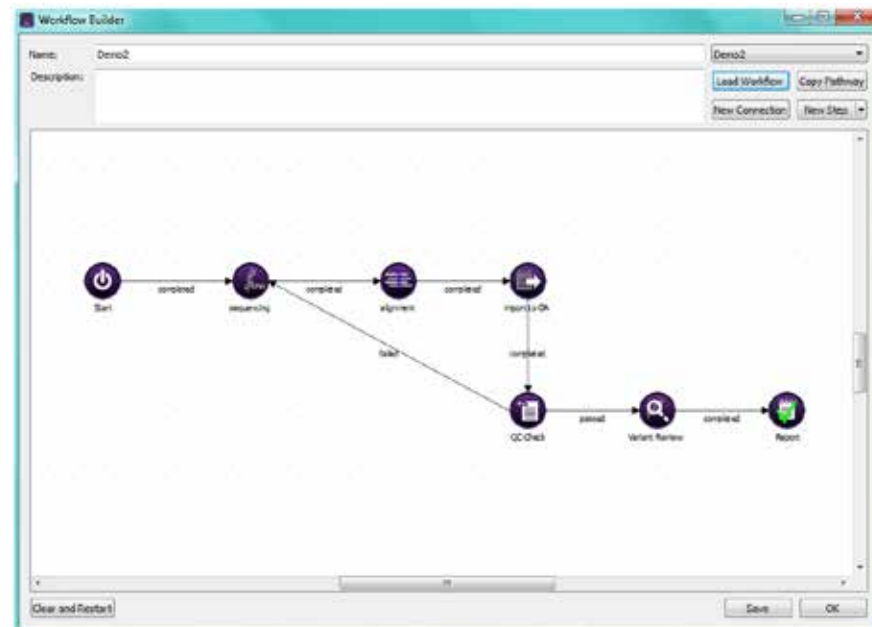 Workflow Builder
Name:
Demo2
Demo2
Description:
Load Workflow
Copy Pathway
New Connection
New Step
completed
completed
completed
Start
sequencing
alignment
failed
completed
passed
completed
QC Check
Variant Review
Report
Clear and Restart
Save
OK